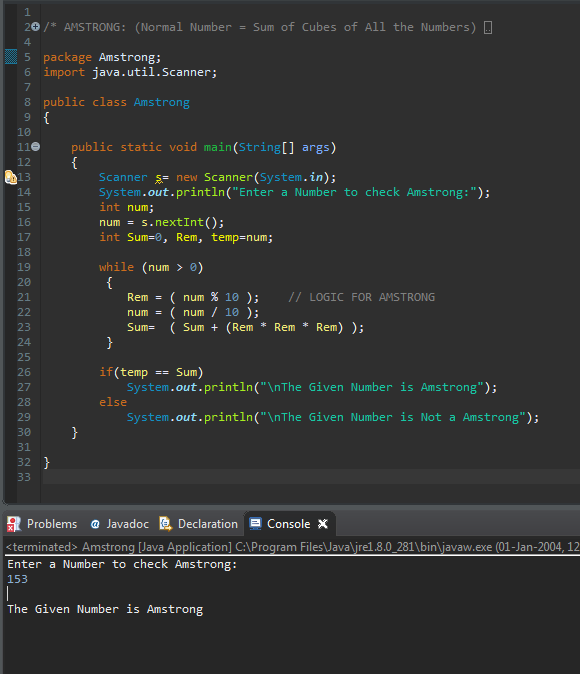 1
2 /* AMSTRONG: (Normal Number = Sum of Cubes of All the Numbers)
4
5 package Amstrong;
6 import java.util.Scanner;
7
8 public class Amstrong
9 {
10
11 public static void main(String[] args)
12 {
13 Scanner s= new Scanner(System.in);
14 System.out.println("Enter a Number to check Amstrong:");
15 int num;
16 num = s.nextInt();
17 int Sum=0, Rem, temp=num;
18
19 while (num > 0)
20 {
21 Rem = ( num % 10 ); // LOGIC FOR AMSTRONG
22 num = ( num / 10 );
23 Sum= ( Sum + (Rem * Rem * Rem) );
24 }
25
26 if(temp == Sum)
27 System.out.println("\nThe Given Number is Amstrong");
28 else
29 System.out.println("\nThe Given Number is Not a Amstrong");
30 }
31
32 }
33
Problems @ Javadoc Declaration Console
<terminated> Amstrong [Java Application] C:\Program Files\Java\jre1.8.0_281\bin\javaw.exe (01-Jan-2004, 12
Enter a Number to check Amstrong:
153
The Given Number is Amstrong